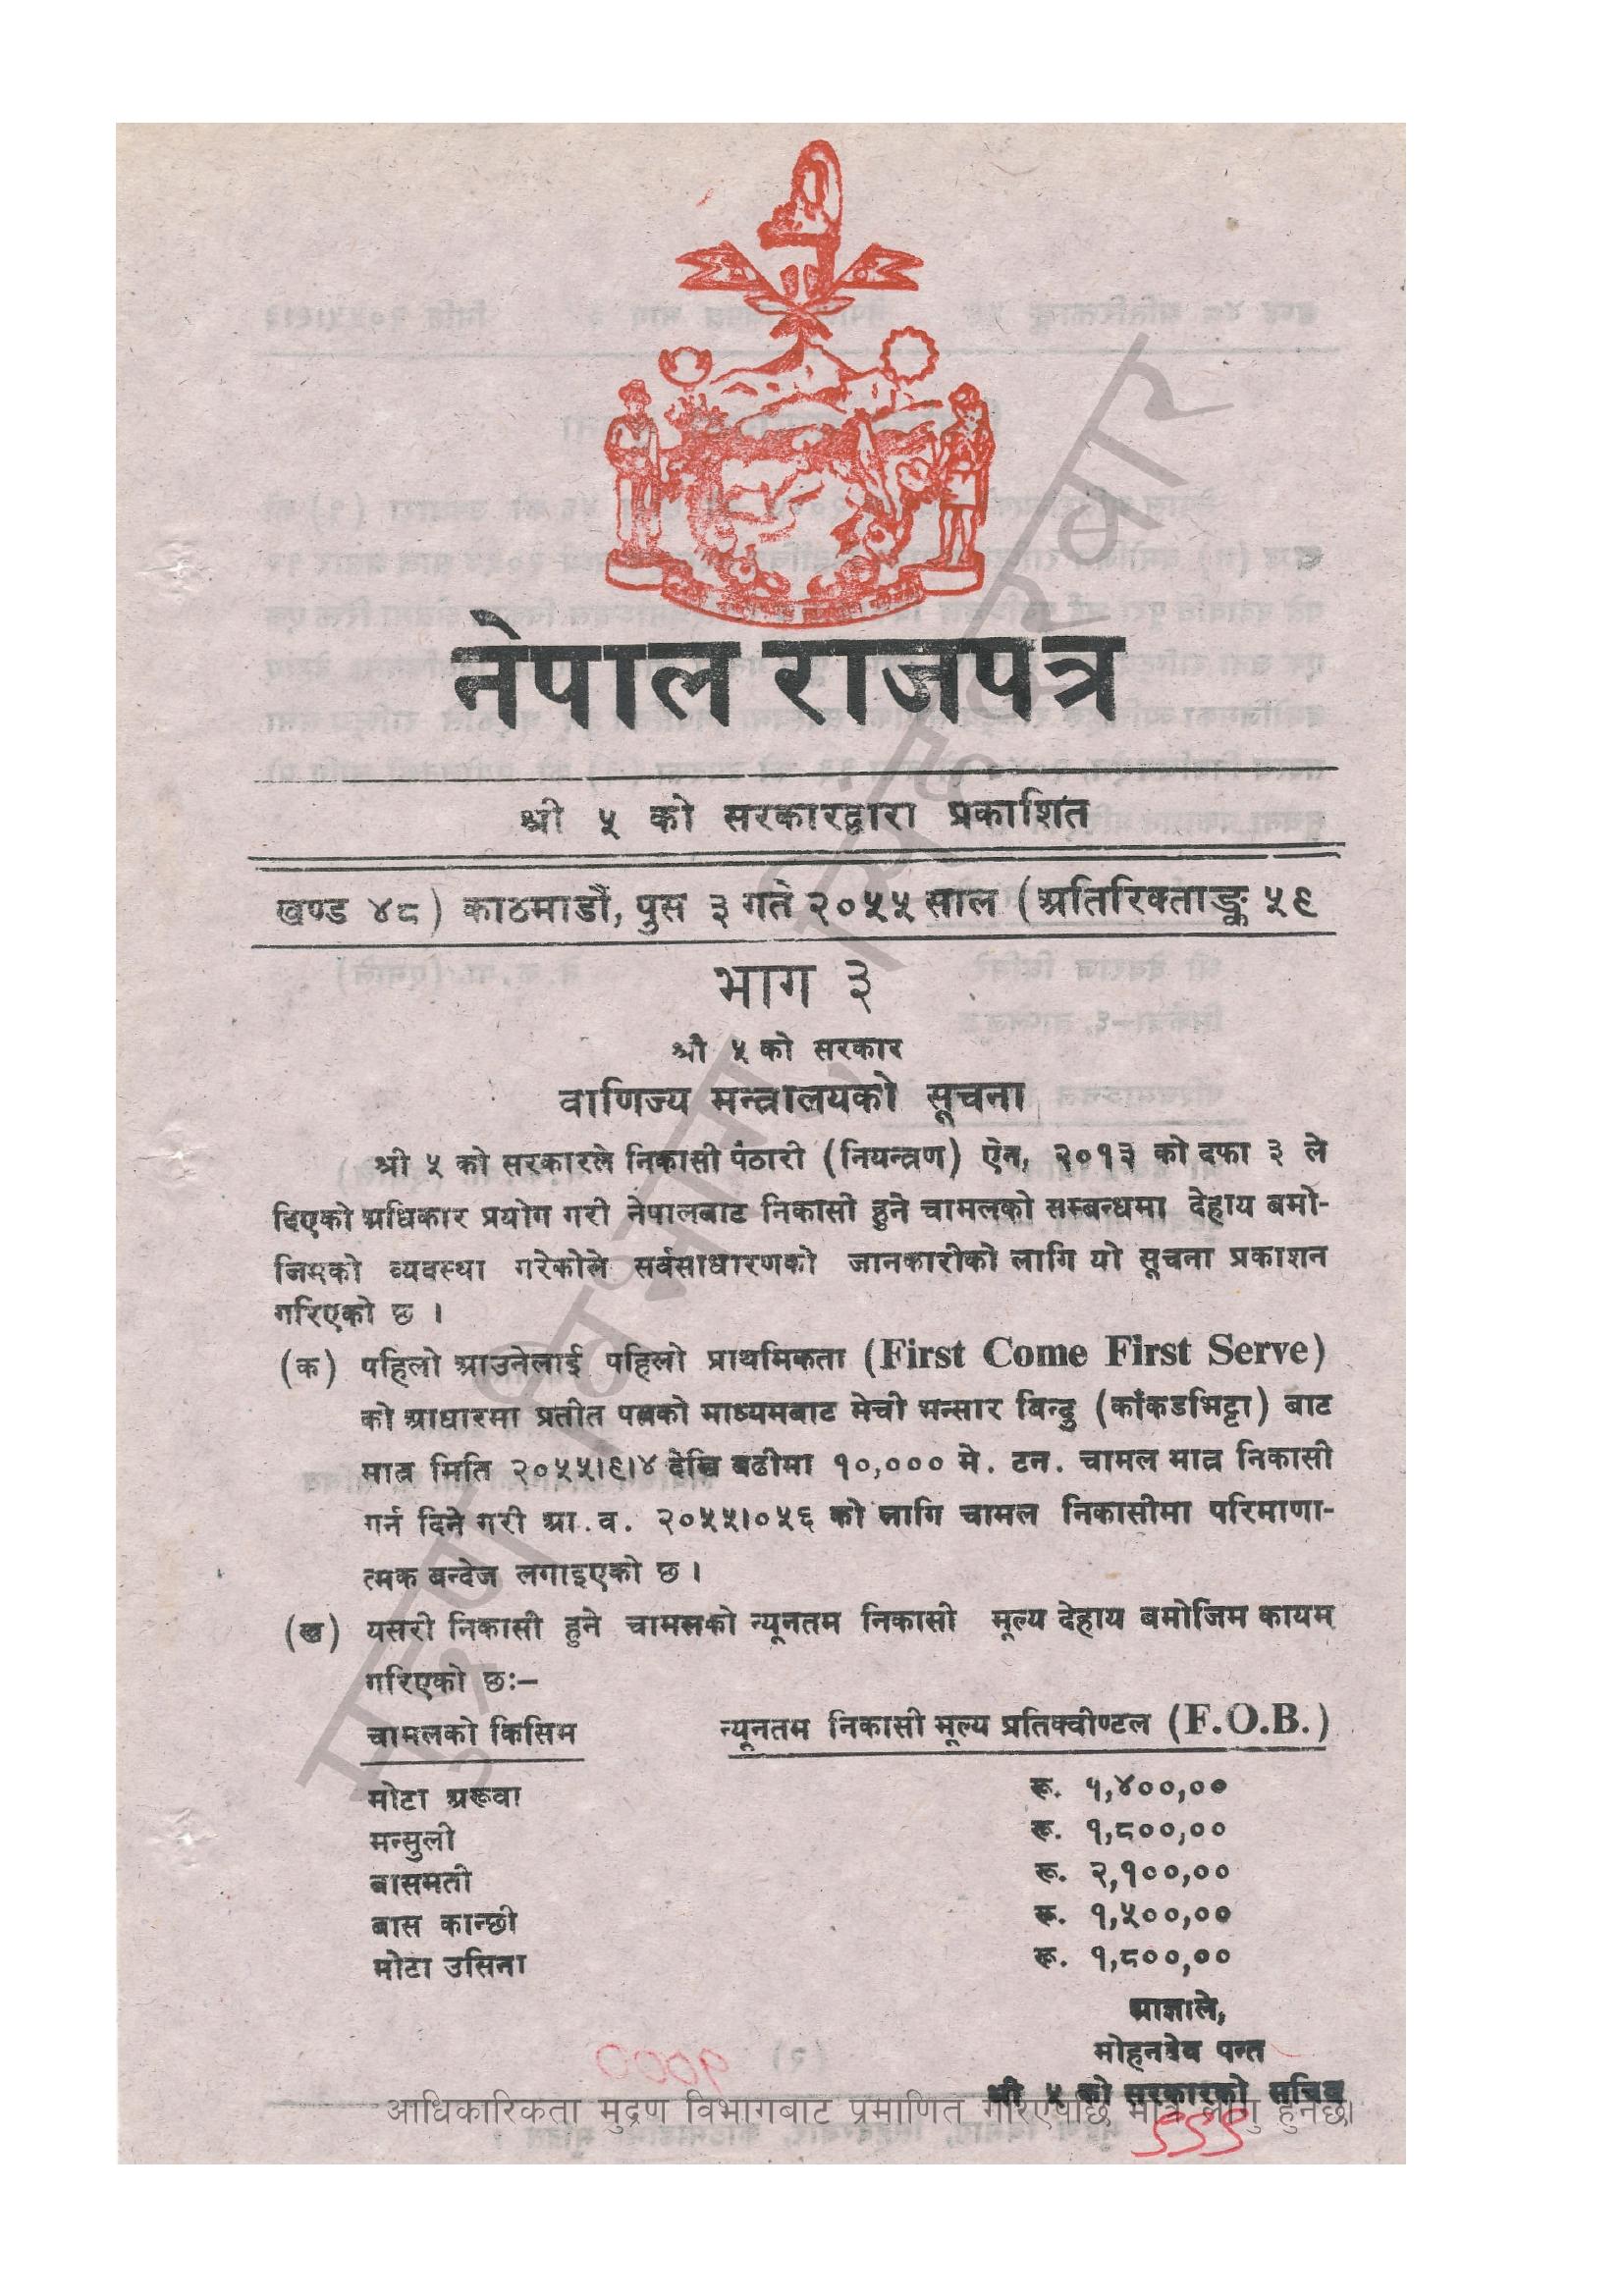 नेपाल राजपत्र
श्री ५ को सरकारद्वारा प्रकाशित
खण्ड ४८) काठमाडौं, पुस ३ गते २०५५ साल (अतिरिक्ताङ्क ५९
भाग ३
श्री ५ को सरकार
वाणिज्य मन्त्रालयको सूचना
श्री ५ को सरकारले निकासी पैठारी (नियन्त्रण) ऐन, २०१३ को दफा ३ ले
दिएको अधिकार प्रयोग गरी नेपालबाट निकासी हुने चामलको सम्बन्धमा देहाय बमो-
जिमको व्यवस्था गरेकोले सर्वसाधारणको जानकारीको लागि यो सूचना प्रकाशन
गरिएको छ ।
(क) पहिलो आउनेलाई पहिलो प्राथमिकता (First Come First Serve)
को आधारमा प्रतीत पत्रको माध्यमबाट मेची भन्सार बिन्दु (काँकडभिट्टा) बाट
मात्र मिति २०५५।९।४ देखि बढीमा १०,००० मे. टन. चामल मात्र निकासी
गर्न दिने गरी आ.व. २०५५।०५६ को लागि चामल निकासीमा परिमाणा-
त्मक बन्देज लगाइएको छ ।
(ख) यसरी निकासी हुने चामलको न्यूनतम निकासी मूल्य देहाय बमोजिम कायम
गरिएको छः–
चामलको किसिम न्यूनतम निकासी मूल्य प्रतिक्वीण्टल (F.O.B.)
मोटा अरूवा रू. १,४००,००
मन्सुली रू. १,८००,००
बासमती रू. २,१००,००
बास कान्छी रू. १,५००,००
मोटा उसिना रू. १,८००,००
आज्ञाले,
मोहनदेव पन्त
श्री ५ को सरकारको सचिव
आधिकारिकता मुद्रण विभागबाट प्रमाणित गरिएपछि मात्र लागु हुनेछ।
मुद्रण विभाग, सिंहदरबार